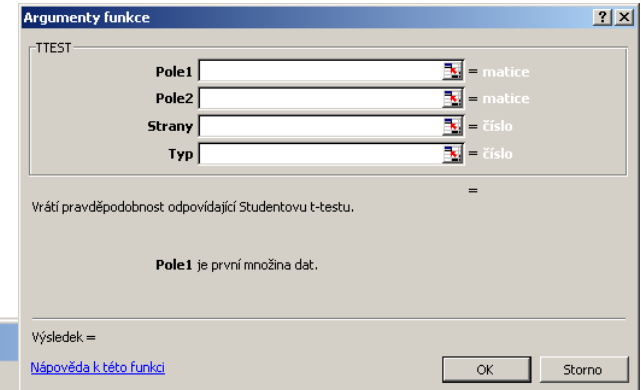 Argumenty funkce
TTEST
Pole1 = matice
Pole2 = matice
Strany = číslo
Typ = číslo
=
Vrátí pravděpodobnost odpovídající Studentovu t-testu.
Pole1 je první množina dat.
Výsledek =
Nápověda k této funkci OK Storno